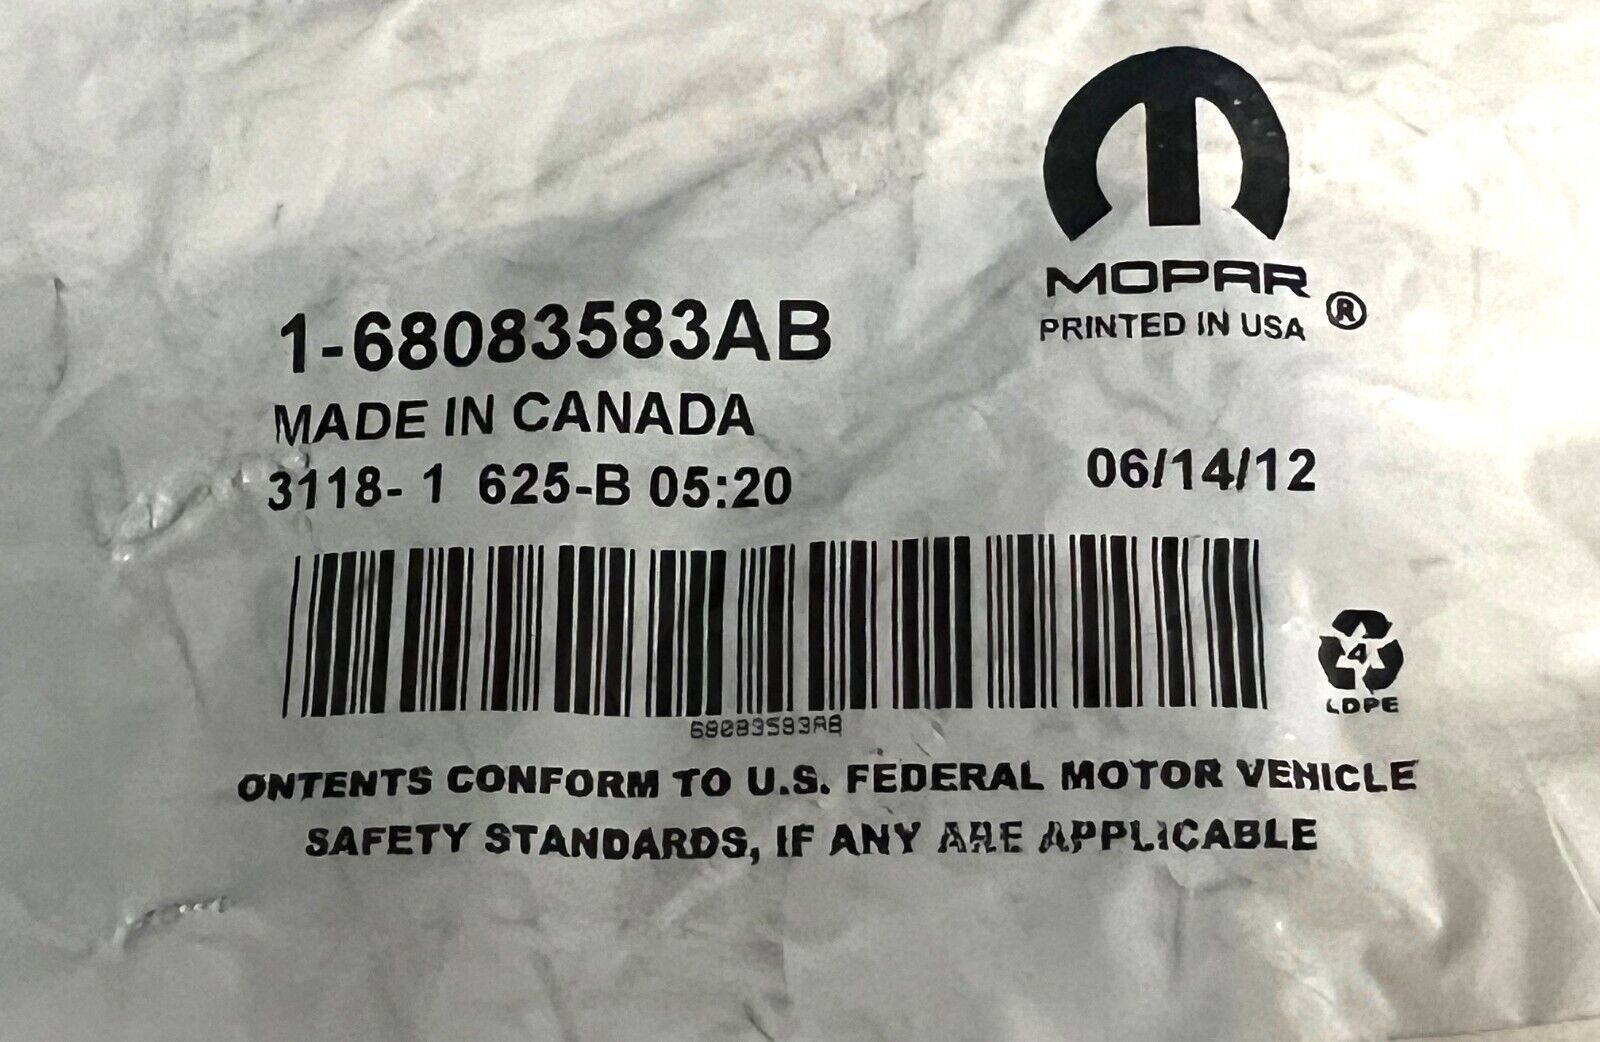 MOPAR ®
PRINTED IN USA
1-68083583AB
MADE IN CANADA
3118- 1 625-B 05:20
06/14/12
68083583AB
4
LDPE
ONTENTS CONFORM TO U.S. FEDERAL MOTOR VEHICLE
SAFETY STANDARDS, IF ANY ARE APPLICABLE